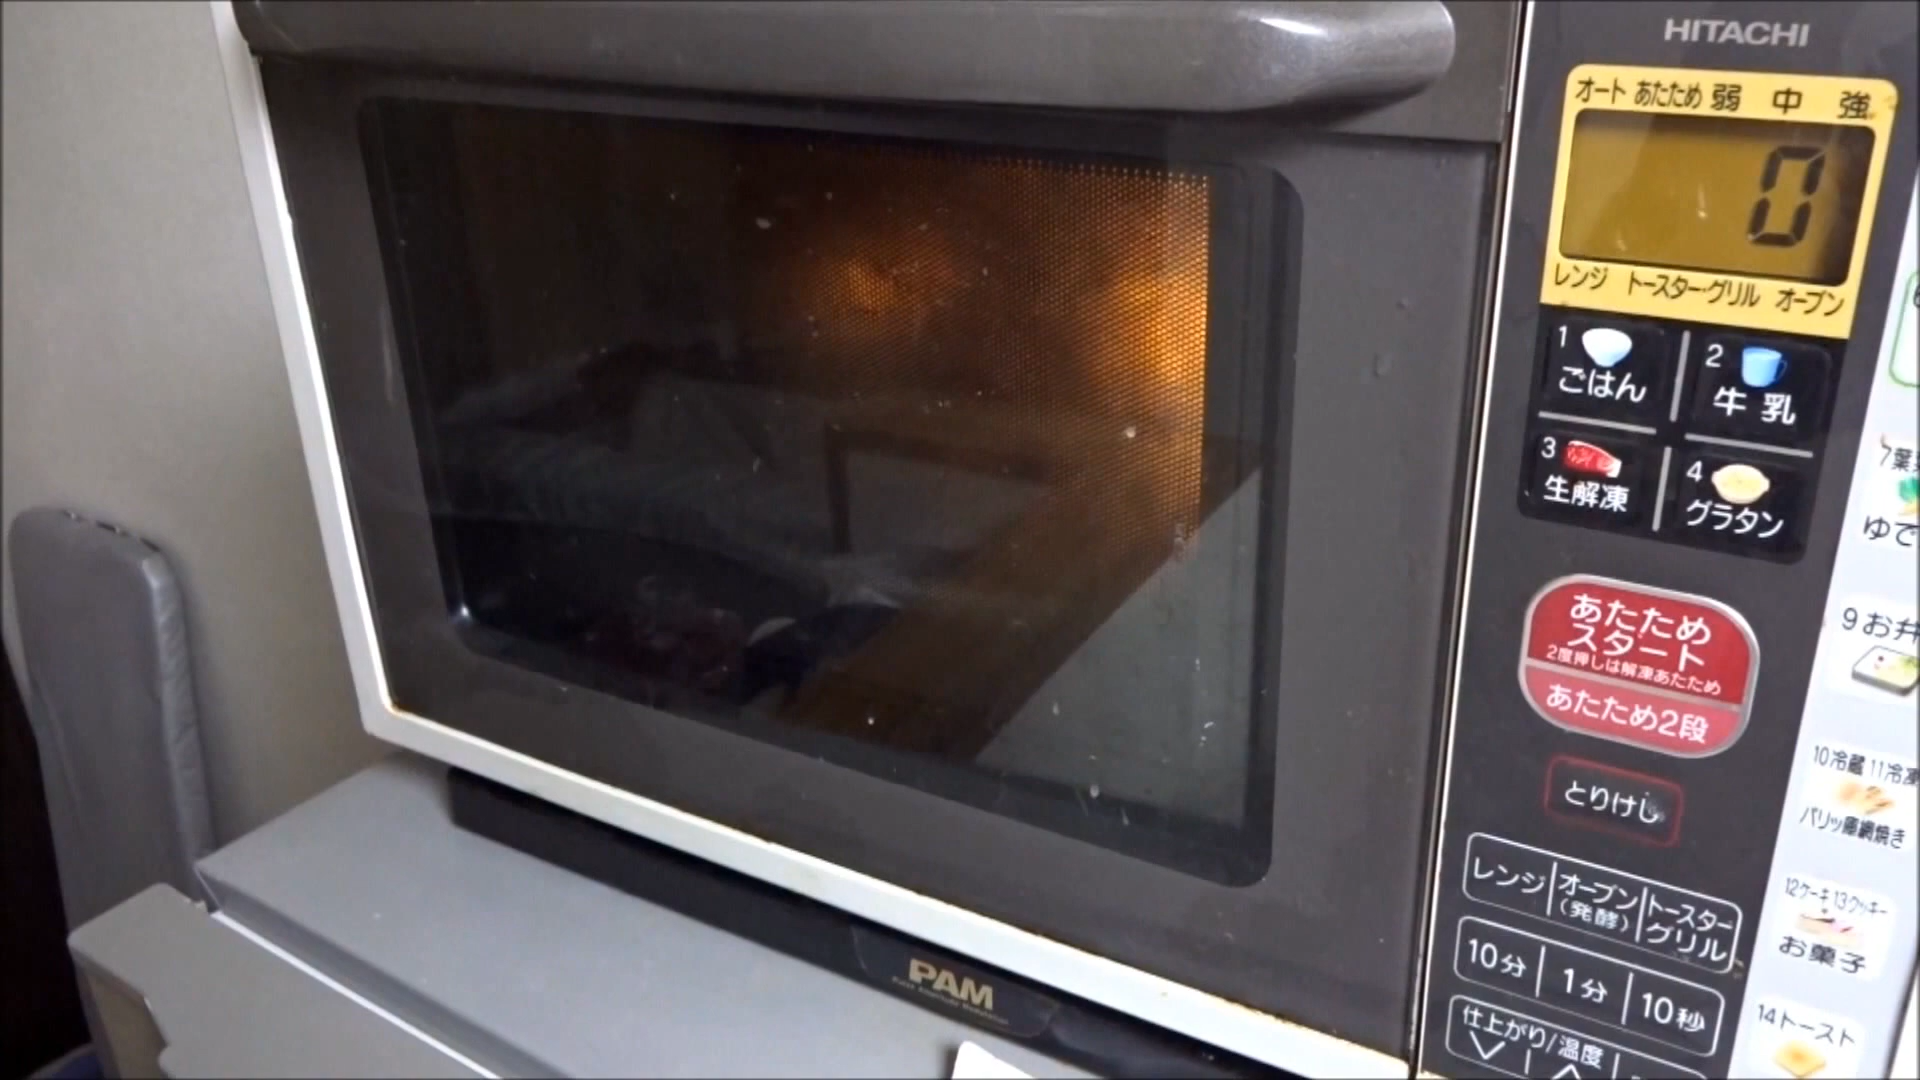 HITACHI
オート あたため 弱 中 強
0
レンジ トースター・グリル オーブン
1 ごはん
2 牛乳
3 生解凍
4 グラタン
あたため
スタート
2度押しは解凍あたため
あたため2段
とりけし
レンジ オーブン(発酵) トースターグリル
10分 1分 10秒
仕上がり/温度
7葉
ゆで
9お弁
10冷蔵 11冷凍
パリッ庫網焼き
12ケーキ 13クッキー
お菓子
14トースト
PAM